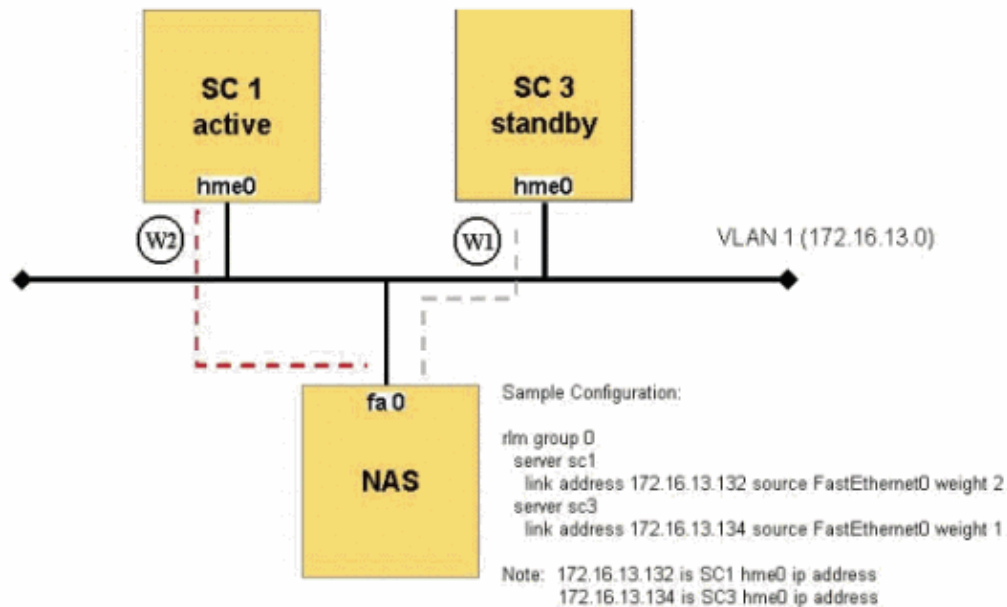 SC 1
active
hme0
SC 3
standby
hme0
W2
W1
VLAN 1 (172.16.13.0)
fa 0
NAS
Sample Configuration:
rlm group 0
server sc1
link address 172.16.13.132 source FastEthernet0 weight 2
server sc3
link address 172.16.13.134 source FastEthernet0 weight 1
Note: 172.16.13.132 is SC1 hme0 ip address
172.16.13.134 is SC3 hme0 ip address